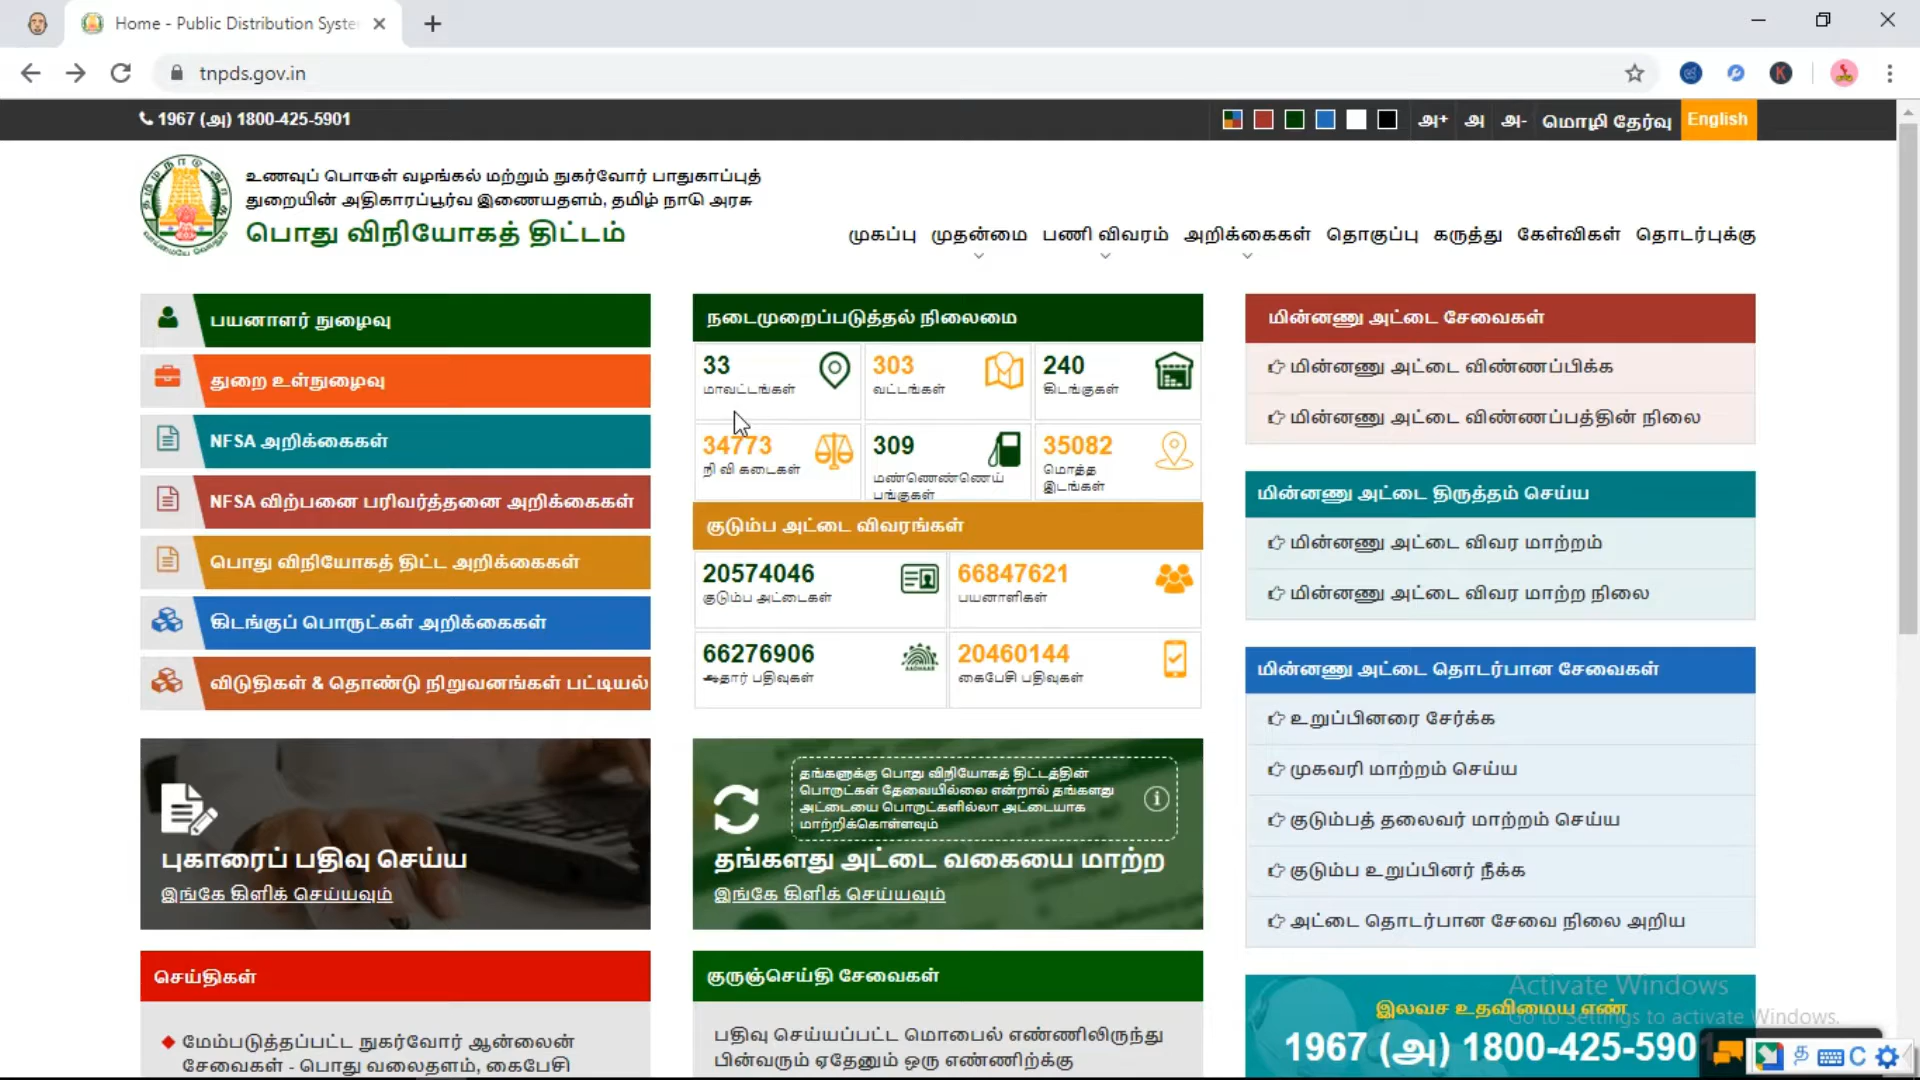 Home - Public Distribution Syste
tnpds.gov.in
1967 (அ) 1800-425-5901
அ+ அ அ- மொழி தேர்வு English
உணவுப் பொருள் வழங்கல் மற்றும் நுகர்வோர் பாதுகாப்புத்
துறையின் அதிகாரப்பூர்வ இணையதளம், தமிழ் நாடு அரசு
பொது விநியோகத் திட்டம்
முகப்பு முதன்மை பணி விவரம் அறிக்கைகள் தொகுப்பு கருத்து கேள்விகள் தொடர்புக்கு
பயனாளர் நுழைவு
துறை உள்நுழைவு
NFSA அறிக்கைகள்
NFSA விற்பனை பரிவர்த்தனை அறிக்கைகள்
பொது விநியோகத் திட்ட அறிக்கைகள்
கிடங்குப் பொருட்கள் அறிக்கைகள்
விடுதிகள் & தொண்டு நிறுவனங்கள் பட்டியல்
நடைமுறைப்படுத்தல் நிலைமை
33
மாவட்டங்கள்
303
வட்டங்கள்
240
கிடங்குகள்
34773
நி வி கடைகள்
309
மண்ணெண்ணெய்
பங்குகள்
35082
மொத்த
இடங்கள்
குடும்ப அட்டை விவரங்கள்
20574046
குடும்ப அட்டைகள்
66847621
பயனாளிகள்
66276906
ஆதார் பதிவுகள்
AADHAAR
20460144
கைபேசி பதிவுகள்
மின்னணு அட்டை சேவைகள்
மின்னணு அட்டை விண்ணப்பிக்க
மின்னணு அட்டை விண்ணப்பத்தின் நிலை
மின்னணு அட்டை திருத்தம் செய்ய
மின்னணு அட்டை விவர மாற்றம்
மின்னணு அட்டை விவர மாற்ற நிலை
மின்னணு அட்டை தொடர்பான சேவைகள்
உறுப்பினரை சேர்க்க
முகவரி மாற்றம் செய்ய
குடும்பத் தலைவர் மாற்றம் செய்ய
குடும்ப உறுப்பினர் நீக்க
அட்டை தொடர்பான சேவை நிலை அறிய
புகாரைப் பதிவு செய்ய
இங்கே கிளிக் செய்யவும்
தங்களுக்கு பொது விநியோகத் திட்டத்தின்
பொருட்கள் தேவையில்லை என்றால் தங்களது
அட்டையை பொருட்களில்லா அட்டையாக
மாற்றிக்கொள்ளவும்
தங்களது அட்டை வகையை மாற்ற
இங்கே கிளிக் செய்யவும்
செய்திகள்
மேம்படுத்தப்பட்ட நுகர்வோர் ஆன்லைன்
சேவைகள் - பொது வலைதளம், கைபேசி
குருஞ்செய்தி சேவைகள்
பதிவு செய்யப்பட்ட மொபைல் எண்ணிலிருந்து
பின்வரும் ஏதேனும் ஒரு எண்ணிற்க்கு
இலவச உதவிமைய எண்
1967 (அ) 1800-425-590
Activate Windows
Go to Settings to activate Windows.